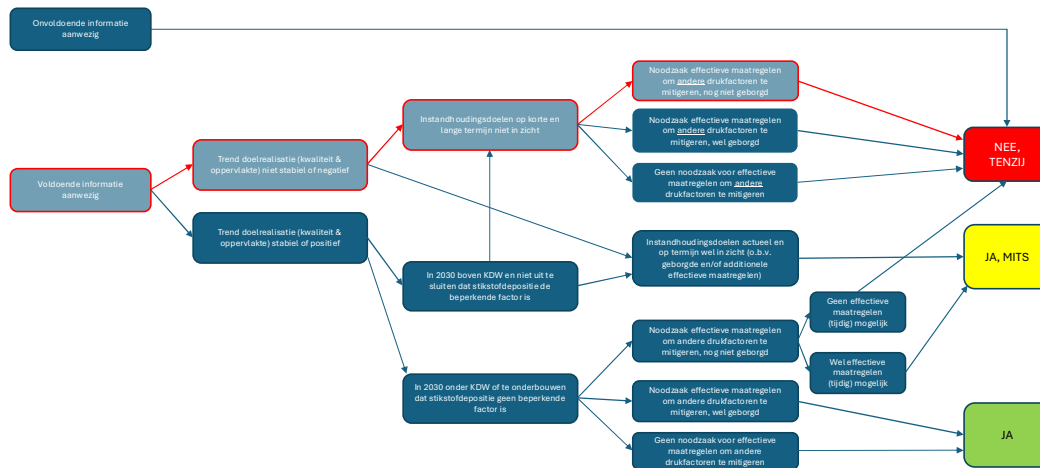 Onvoldoende informatie
aanwezig
Noodzaak effectieve maatregelen
om andere drukfactoren te
mitigeren, nog niet geborgd
Instandhoudingsdoelen op korte en
lange termijn niet in zicht
Noodzaak effectieve maatregelen
om andere drukfactoren te
mitigeren, wel geborgd
NEE,
TENZIJ
Trend doelrealisatie (kwaliteit &
oppervlakte) niet stabiel of negatief
Voldoende informatie
aanwezig
Geen noodzaak voor effectieve
maatregelen om andere
drukfactoren te mitigeren
Trend doelrealisatie (kwaliteit &
oppervlakte) stabiel of positief
Instandhoudingsdoelen actueel en
op termijn wel in zicht (o.b.v.
geborgde en/of additionele
effectieve maatregelen)
JA, MITS
In 2030 boven KDW en niet uit te
sluiten dat stikstofdepositie de
beperkende factor is
Geen effectieve
maatregelen
(tijdig) mogelijk
Noodzaak effectieve maatregelen
om andere drukfactoren te
mitigeren, nog niet geborgd
Wel effectieve
maatregelen
(tijdig) mogelijk
In 2030 onder KDW of te onderbouwen
dat stikstofdepositie geen beperkende
factor is
Noodzaak effectieve maatregelen
om andere drukfactoren te
mitigeren, wel geborgd
JA
Geen noodzaak voor effectieve
maatregelen om andere
drukfactoren te mitigeren